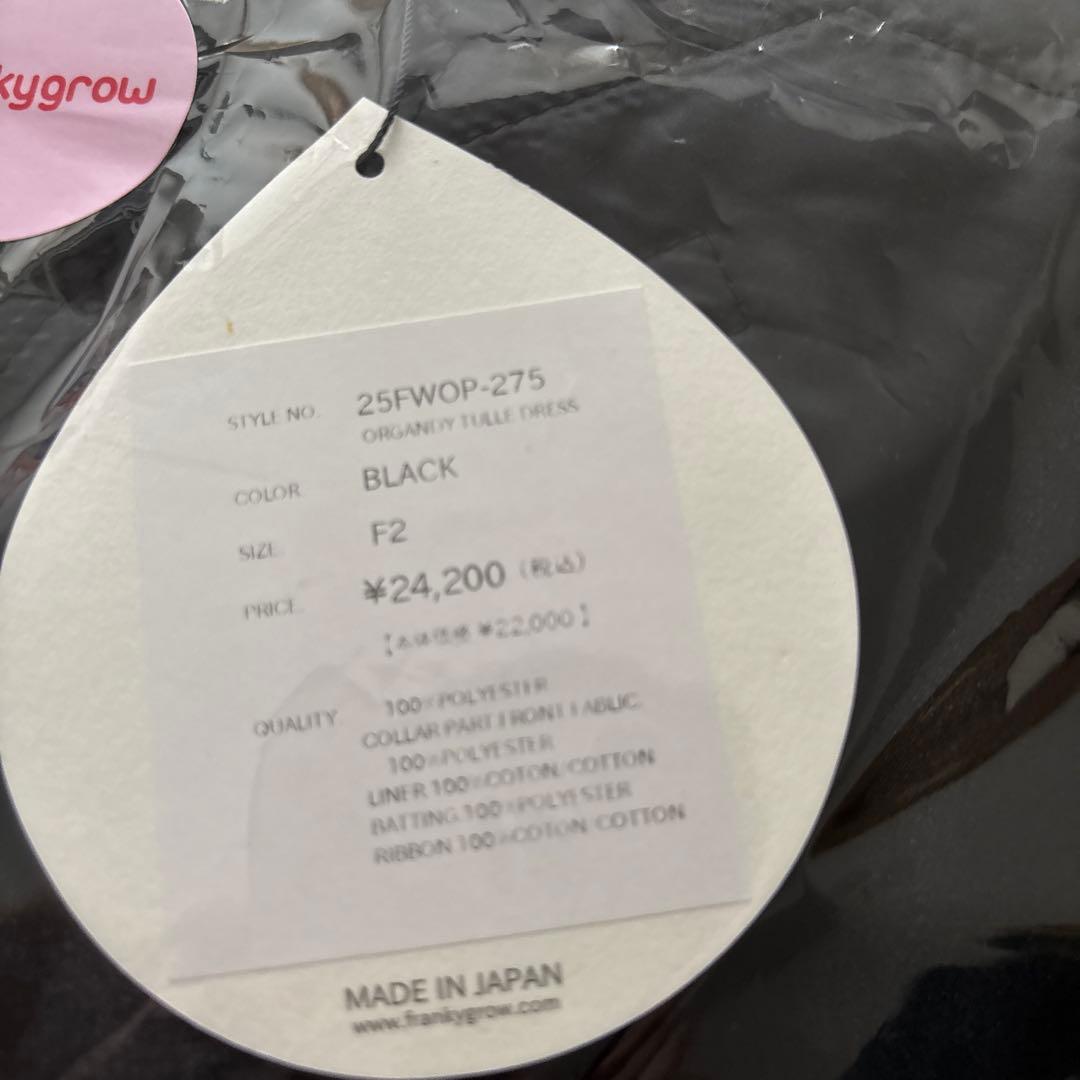 kygrow
STYLE NO. 25FWOP-275
ORGANDY TULLE DRESS
COLOR BLACK
SIZE F2
PRICE ¥24,200 (税込)
【本体価格 ¥22,000】
QUALITY 100%POLYESTER
COLLAR PART FRONT FABLIC
100%POLYESTER
LINER 100%COTON/COTTON
BATTING 100%POLYESTER
RIBBON 100%COTON/COTTON
MADE IN JAPAN
www.frankygrow.com